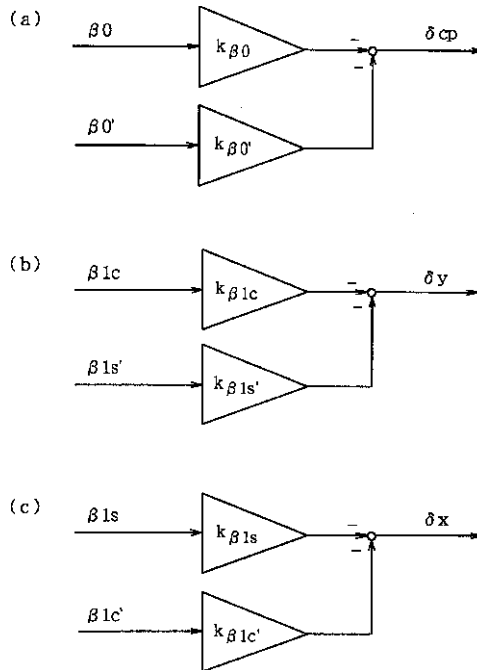 (a)
β0
kβ0
−
δcp
−
β0'
kβ0'
(b)
β1c
kβ1c
−
δy
−
β1s'
kβ1s'
(c)
β1s
kβ1s
−
δx
−
β1c'
kβ1c'